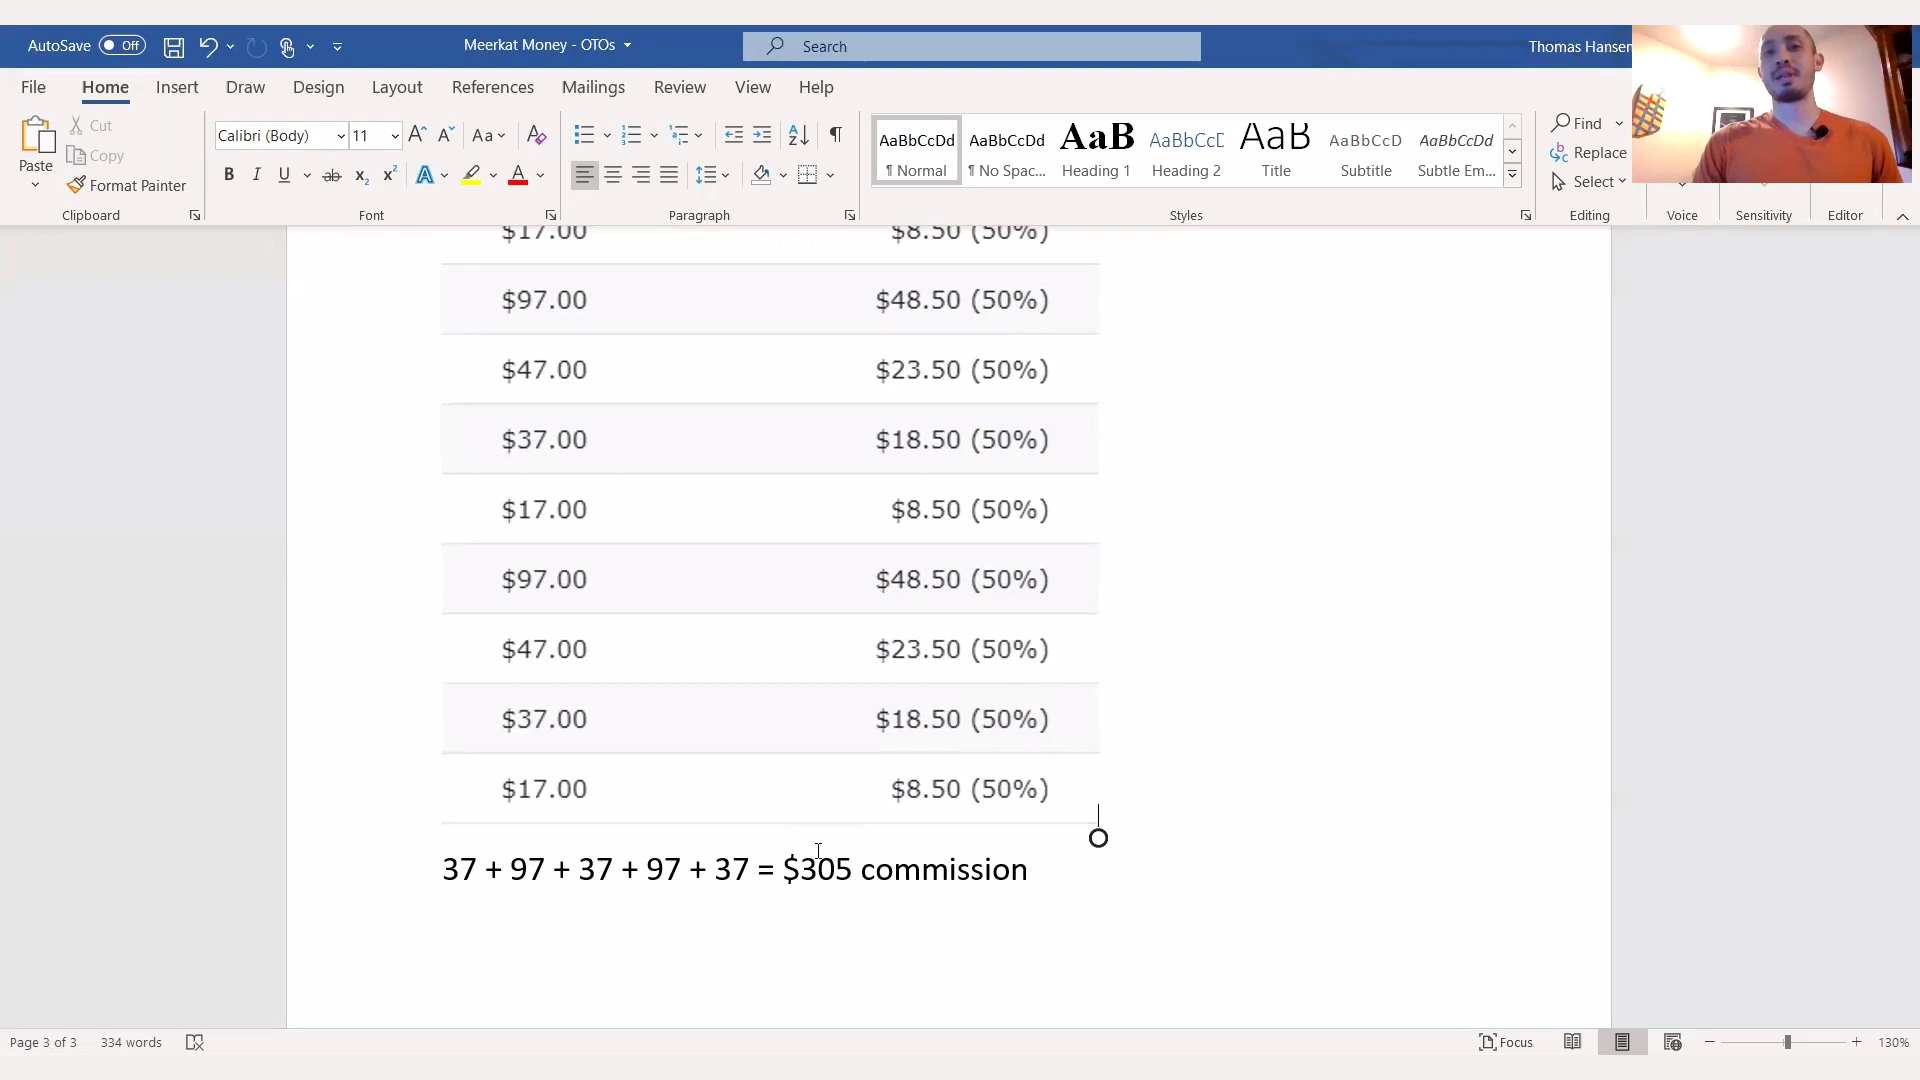 AutoSave Off Meerkat Money - OTOs Search Thomas Hansen
File Home Insert Draw Design Layout References Mailings Review View Help
Paste Cut Copy Format Painter Clipboard
Calibri (Body) 11 Font
Paragraph
AaBbCcDd AaBbCcDd AaB AaBbCcD AaB AaBbCcD AaBbCcDd
¶ Normal ¶ No Spac... Heading 1 Heading 2 Title Subtitle Subtle Em...
Styles
Find Replace Select Editing
Voice Sensitivity Editor
$17.00 $8.50 (50%)
$97.00 $48.50 (50%)
$47.00 $23.50 (50%)
$37.00 $18.50 (50%)
$17.00 $8.50 (50%)
$97.00 $48.50 (50%)
$47.00 $23.50 (50%)
$37.00 $18.50 (50%)
$17.00 $8.50 (50%)
37 + 97 + 37 + 97 + 37 = $305 commission
Page 3 of 3 334 words Focus 130%